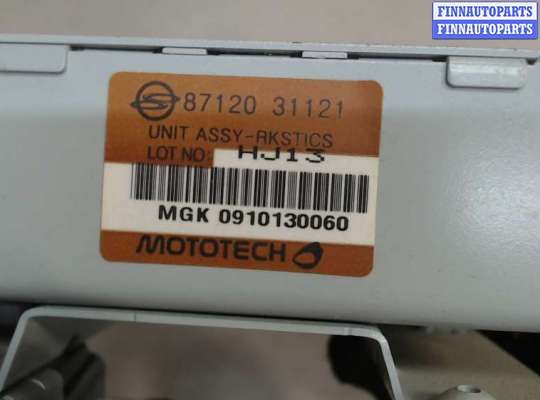 FINNAUTOPARTS
FINNAUTOPARTS
87120 31121
UNIT ASSY-RKSTICS
LOT NO: HJ13
MGK 0910130060
MOTOTECH